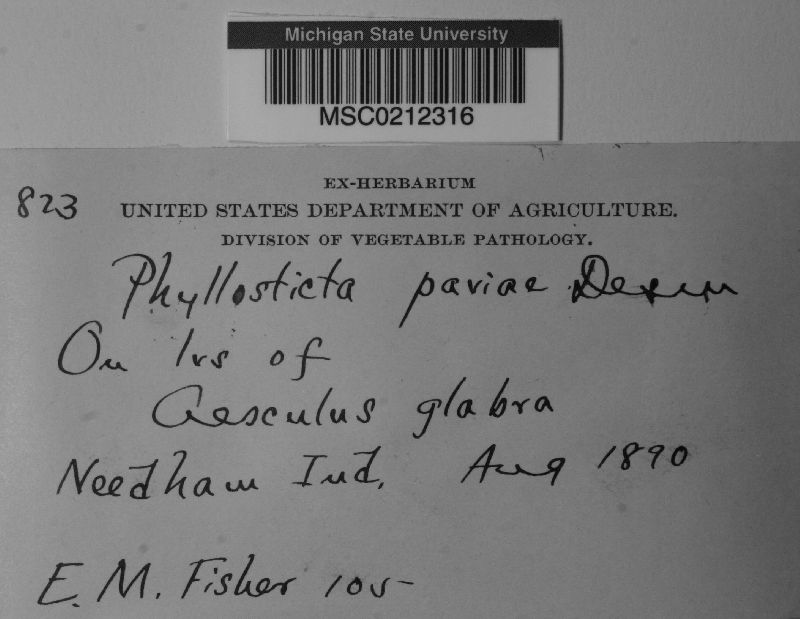 Michigan State University
MSC0212316
EX-HERBARIUM
823
UNITED STATES DEPARTMENT OF AGRICULTURE.
DIVISION OF VEGETABLE PATHOLOGY.
Phyllosticta paviae
On lvs of
Aesculus glabra
Needham Ind. Aug 1890
E. M. Fisher 105